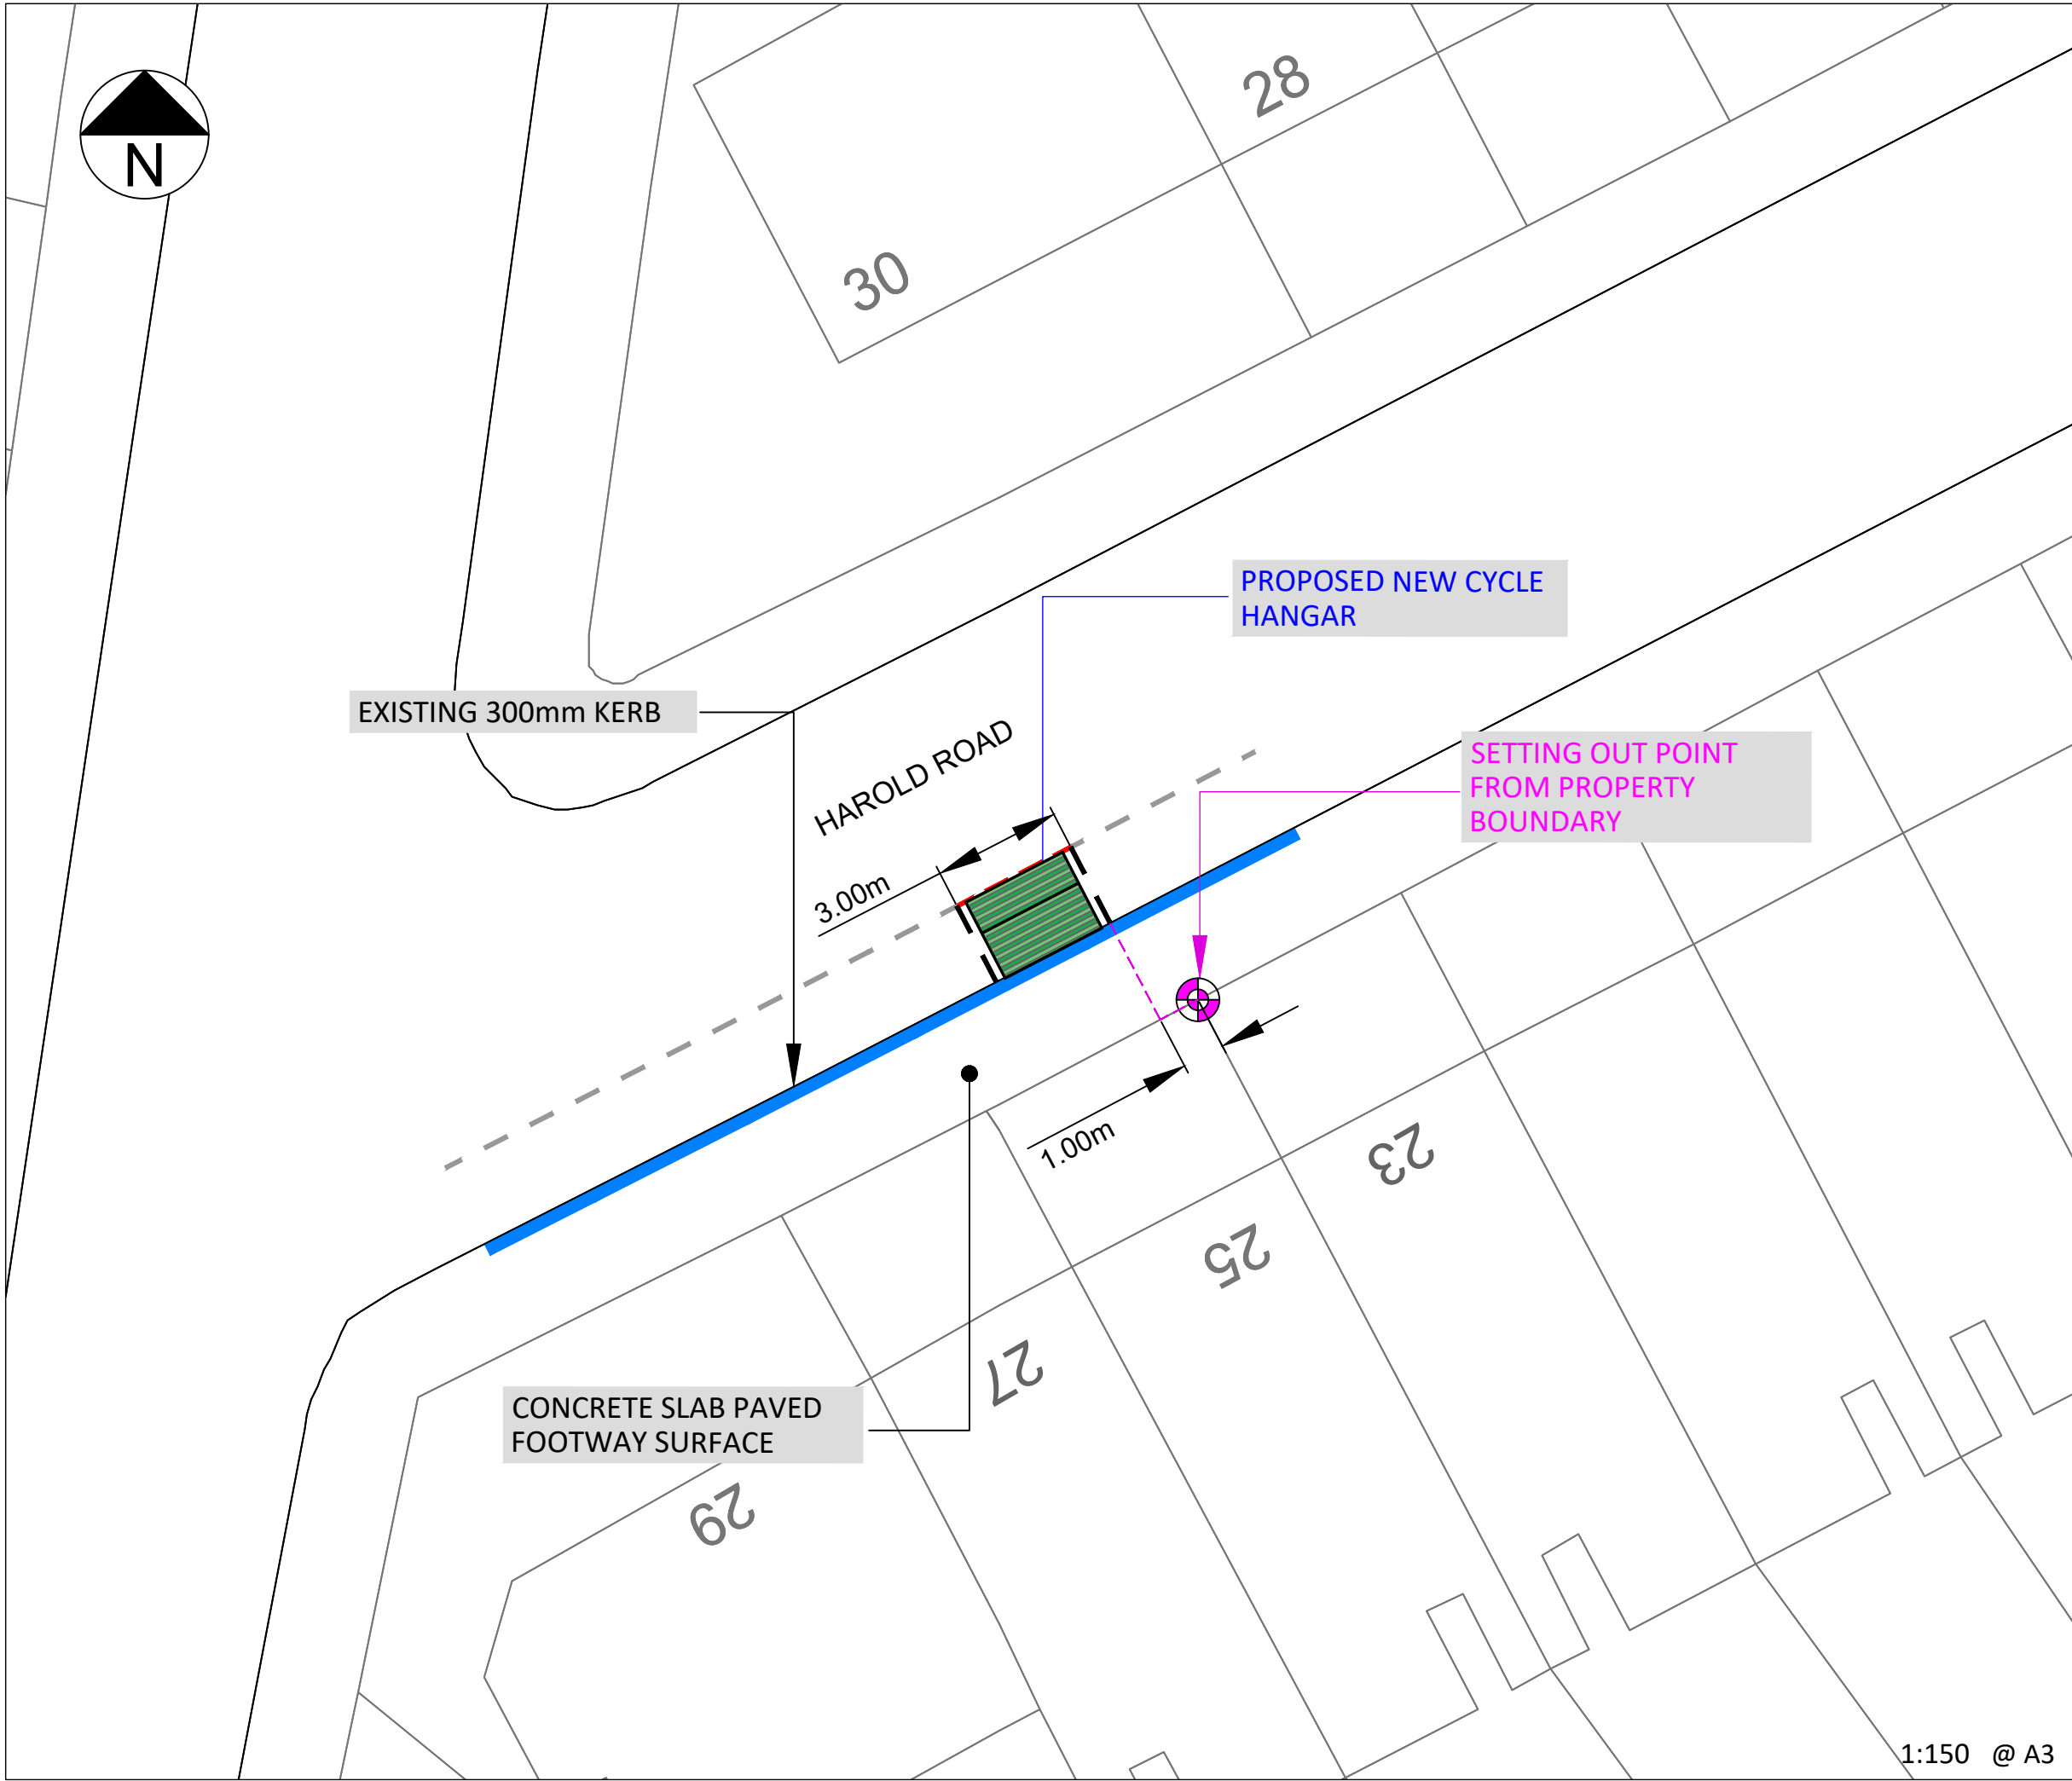 N
28
30
PROPOSED NEW CYCLE
HANGAR
EXISTING 300mm KERB
HAROLD ROAD
SETTING OUT POINT
FROM PROPERTY
BOUNDARY
3.00m
1.00m
23
25
27
CONCRETE SLAB PAVED
FOOTWAY SURFACE
29
1:150 @ A3